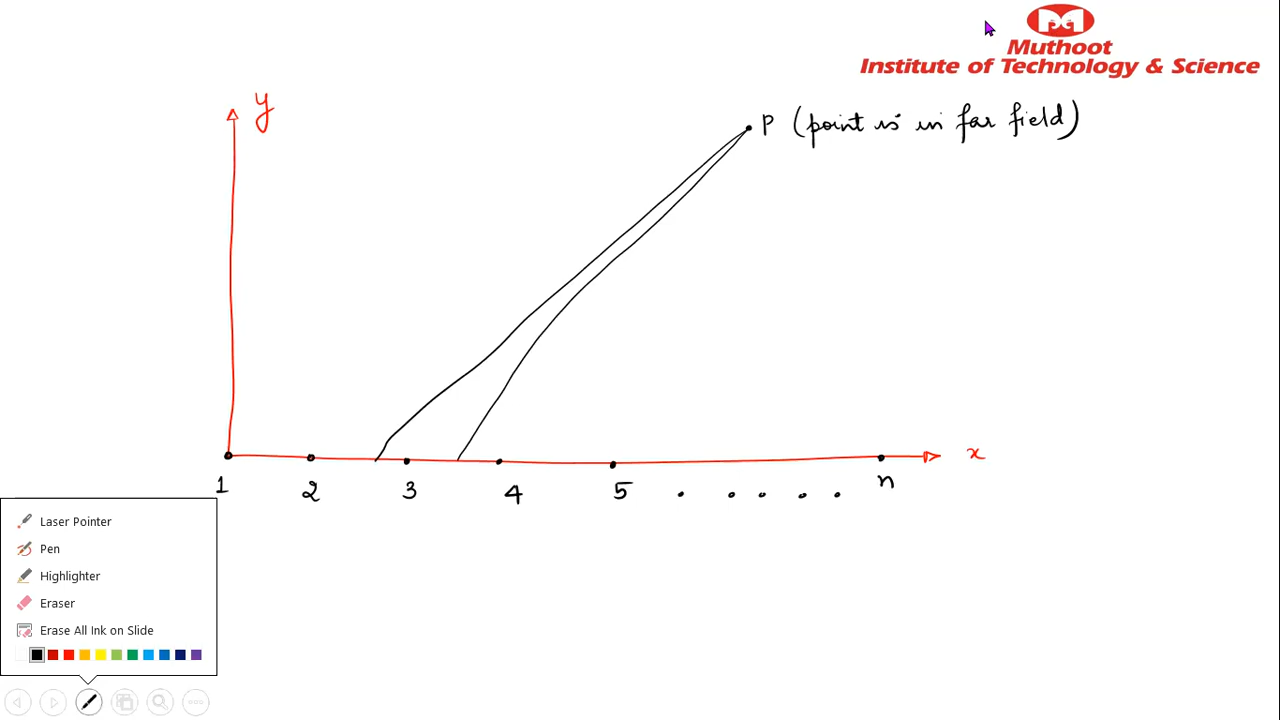 Muthoot
Institute of Technology & Science
y
P (point is in far field)
x
1 2 3 4 5 . . . . . n
Laser Pointer
Pen
Highlighter
Eraser
Erase All Ink on Slide